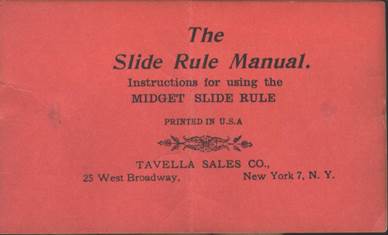 The
Slide Rule Manual.
Instructions for using the
MIDGET SLIDE RULE
PRINTED IN U.S.A
TAVELLA SALES CO.,
25 West Broadway, New York 7, N. Y.